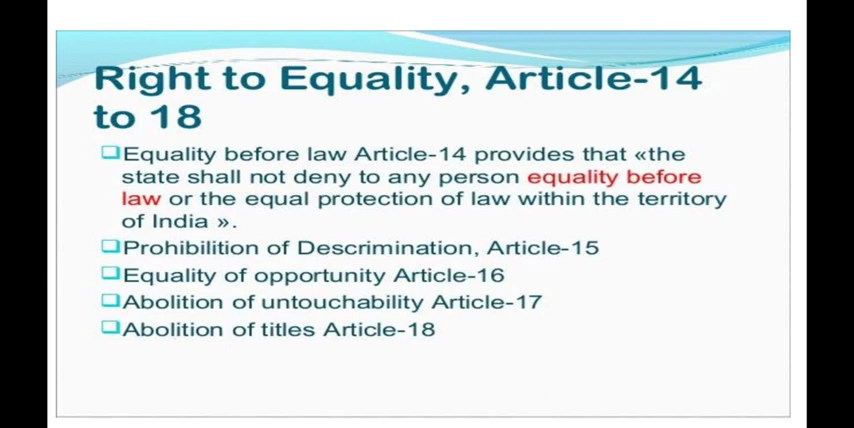 Right to Equality, Article-14
to 18
Equality before law Article-14 provides that «the
state shall not deny to any person equality before
law or the equal protection of law within the territory
of India ».
Prohibilition of Descrimination, Article-15
Equality of opportunity Article-16
Abolition of untouchability Article-17
Abolition of titles Article-18